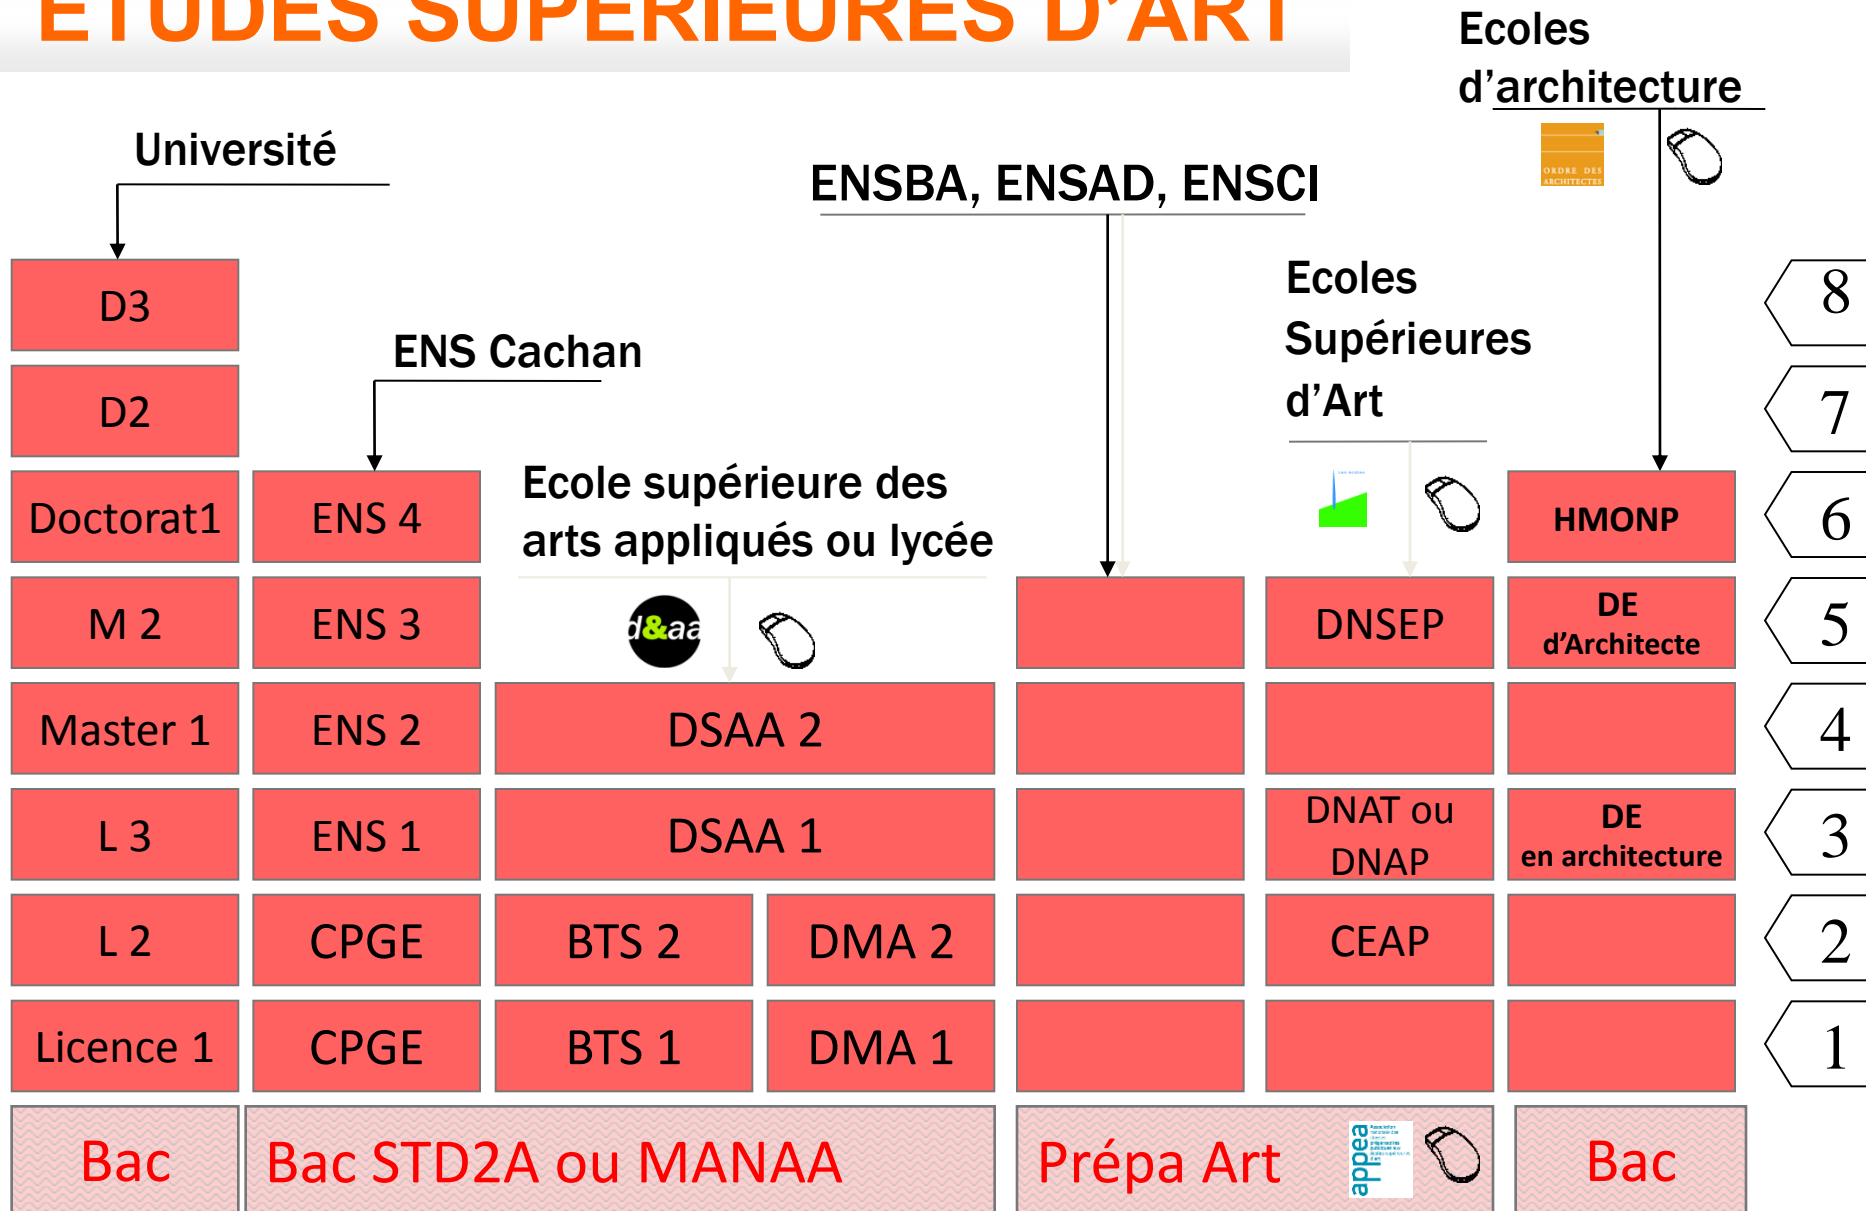 ETUDES SUPERIEURES D'ART
Ecoles
d'architecture
ORDRE DES
ARCHITECTES
Université
ENSBA, ENSAD, ENSCI
Ecoles
Supérieures
d'Art
ENS Cachan
Ecole supérieure des
arts appliqués ou lycée
d&aa
D3
8
D2
7
Doctorat1
ENS 4
HMONP
6
M 2
ENS 3
DNSEP
DE
d'Architecte
5
Master 1
ENS 2
DSAA 2
4
L 3
ENS 1
DSAA 1
DNAT ou
DNAP
DE
en architecture
3
L 2
CPGE
BTS 2
DMA 2
CEAP
2
Licence 1
CPGE
BTS 1
DMA 1
1
Bac
Bac STD2A ou MANAA
Prépa Art
appea
Bac